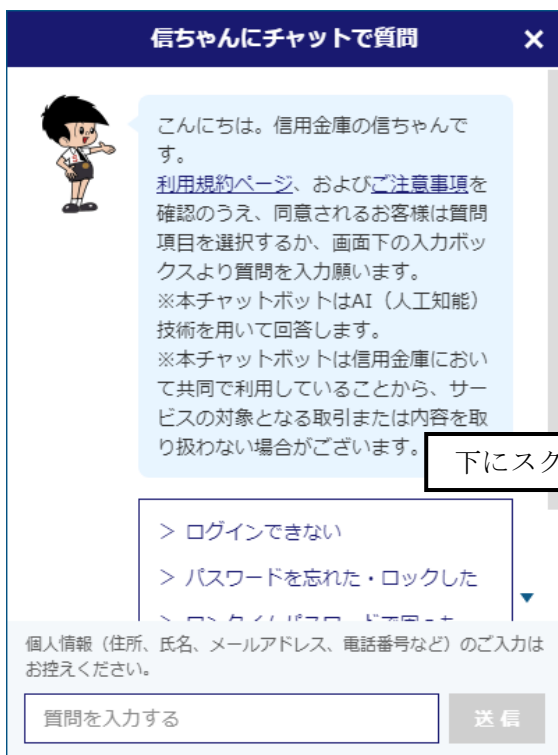 信ちゃんにチャットで質問 ×
こんにちは。信用金庫の信ちゃんで
す。
利用規約ページ、およびご注意事項を
確認のうえ、同意されるお客様は質問
項目を選択するか、画面下の入力ボッ
クスより質問を入力願います。
※本チャットボットはAI（人工知能）
技術を用いて回答します。
※本チャットボットは信用金庫におい
て共同で利用していることから、サー
ビスの対象となる取引または内容を取
り扱わない場合がございます。
下にスク
＞ ログインできない
＞ パスワードを忘れた・ロックした
個人情報（住所、氏名、メールアドレス、電話番号など）のご入力は
お控えください。
質問を入力する
送信